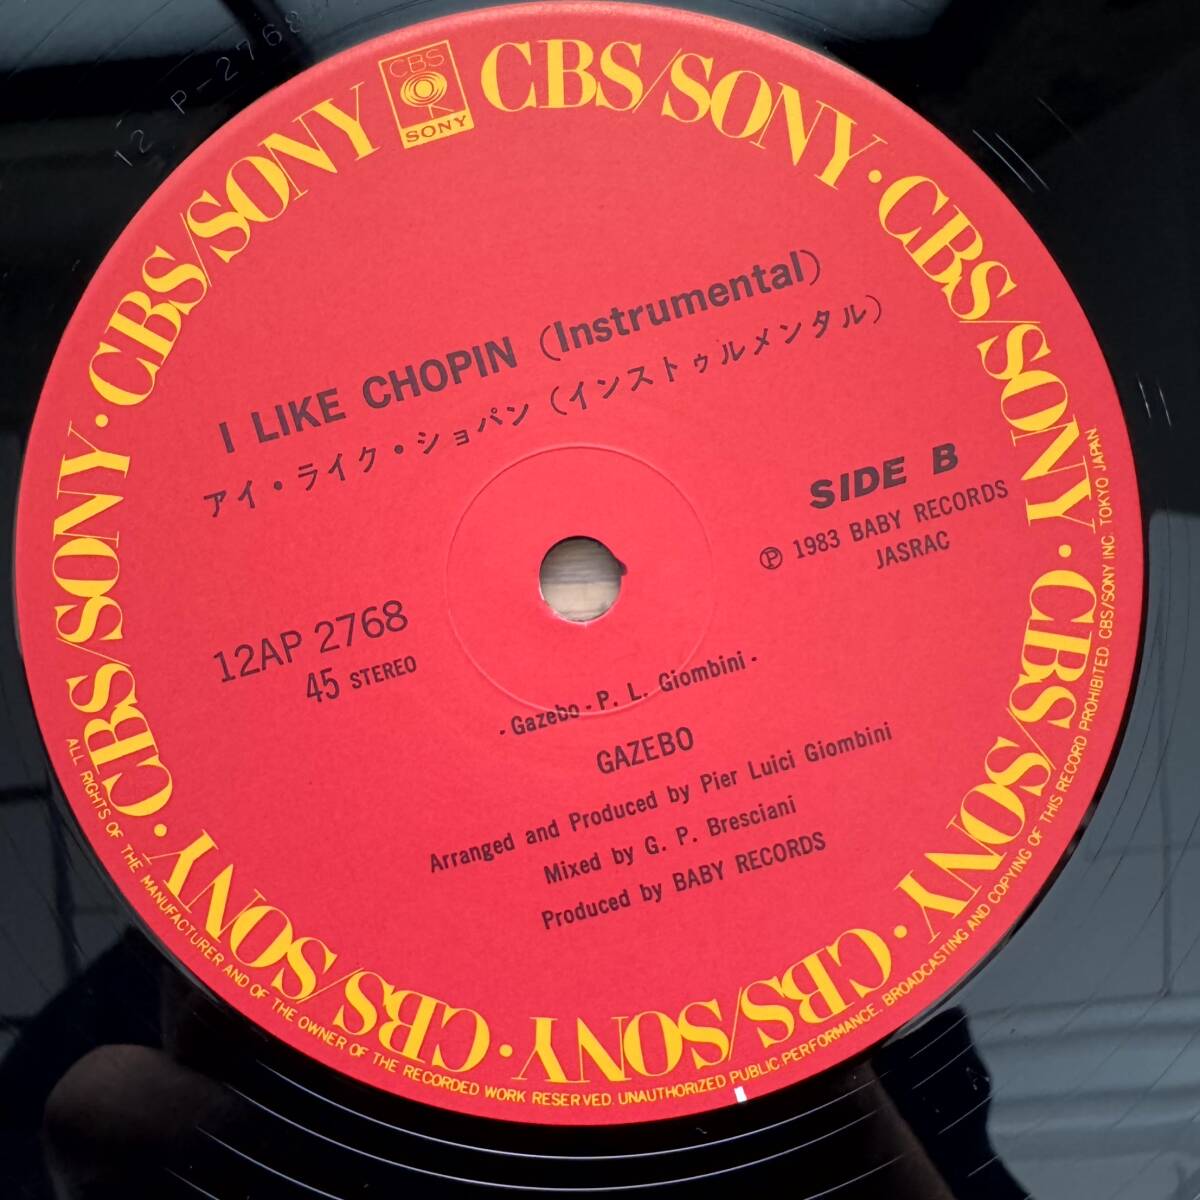 12 P-2768
CBS
SONY
CBS/SONY · CBS/SONY · CBS/SONY · CBS/SONY · CBS/SONY · CBS/SONY · CBS/SONY · CBS/SONY
I LIKE CHOPIN (Instrumental)
アイ・ライク・ショパン (インストゥルメンタル)
SIDE B
Ⓟ 1983 BABY RECORDS
JASRAC
12AP 2768
45 STEREO
- Gazebo - P. L. Giombini -
GAZEBO
Arranged and Produced by Pier Luici Giombini
Mixed by G. P. Bresciani
Produced by BABY RECORDS
ALL RIGHTS OF THE MANUFACTURER AND OF THE OWNER OF THE RECORDED WORK RESERVED. UNAUTHORIZED PUBLIC PERFORMANCE. BROADCASTING AND COPYING OF THIS RECORD PROHIBITED. CBS/SONY INC. TOKYO JAPAN.